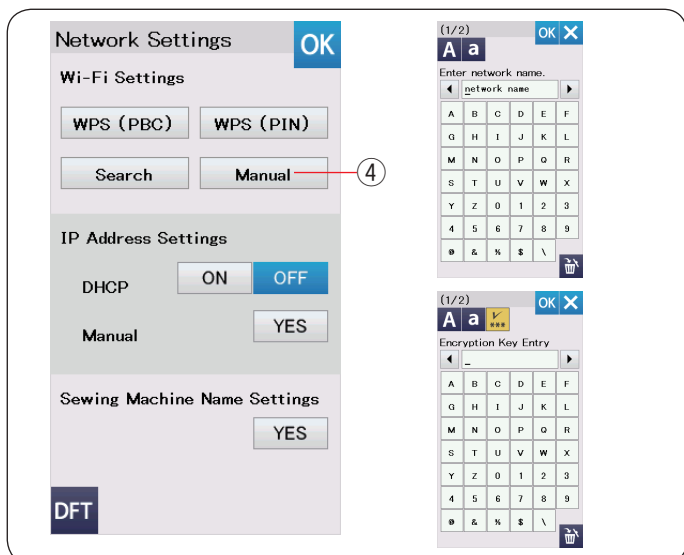 Network Settings OK
Wi-Fi Settings
WPS (PBC) WPS (PIN)
Search Manual ④
IP Address Settings
DHCP ON OFF
Manual YES
Sewing Machine Name Settings
YES
DFT
(1/2) OK X
A a
Enter network name.
network name
A B C D E F
G H I J K L
M N O P Q R
S T U V W X
Y Z 0 1 2 3
4 5 6 7 8 9
@ & % $ \
(1/2) OK X
A a ***
Encryption Key Entry
_
A B C D E F
G H I J K L
M N O P Q R
S T U V W X
Y Z 0 1 2 3
4 5 6 7 8 9
@ & % $ \